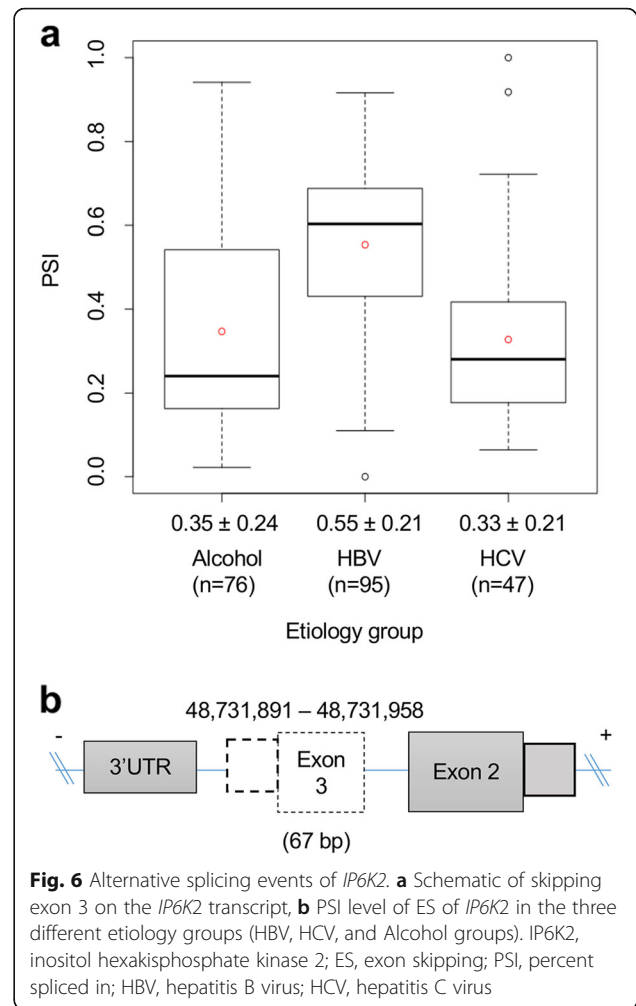 a
1.0
0.8
0.6
0.4
0.2
0.0
PSI
0.35 ± 0.24
0.55 ± 0.21
0.33 ± 0.21
Alcohol
HBV
HCV
(n=76)
(n=95)
(n=47)
Etiology group
b
48,731,891 – 48,731,958
-
+
3'UTR
Exon
3
Exon 2
(67 bp)
Fig. 6 Alternative splicing events of IP6K2. a Schematic of skipping
exon 3 on the IP6K2 transcript, b PSI level of ES of IP6K2 in the three
different etiology groups (HBV, HCV, and Alcohol groups). IP6K2,
inositol hexakisphosphate kinase 2; ES, exon skipping; PSI, percent
spliced in; HBV, hepatitis B virus; HCV, hepatitis C virus